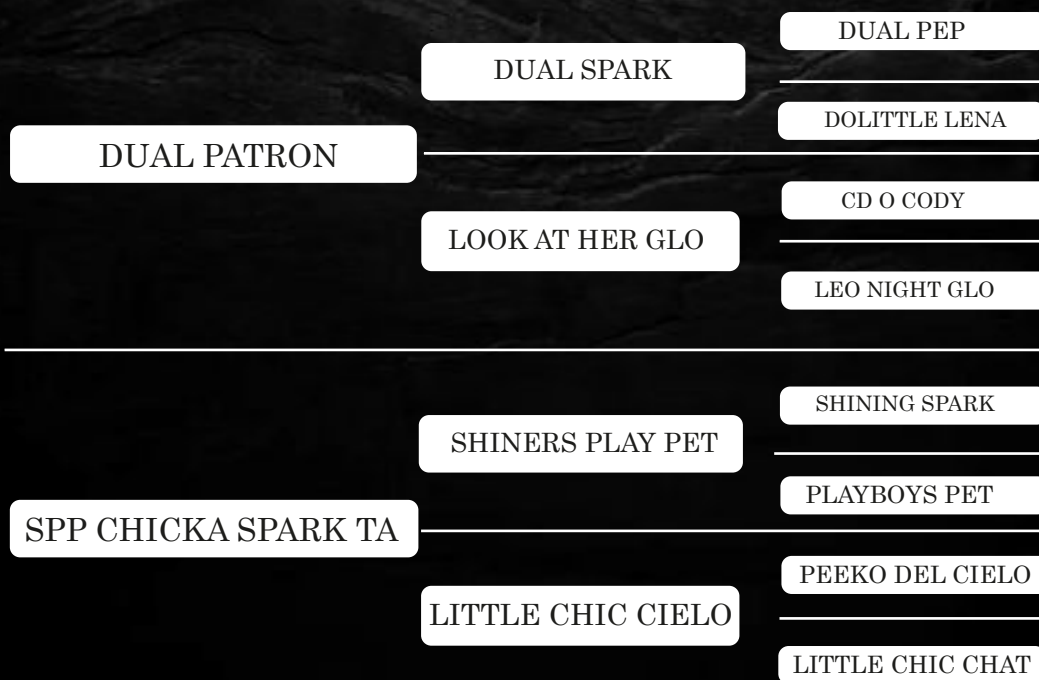 DUAL PEP
DUAL SPARK
DOLITTLE LENA
DUAL PATRON
CD O CODY
LOOK AT HER GLO
LEO NIGHT GLO
SHINING SPARK
SHINERS PLAY PET
PLAYBOYS PET
SPP CHICKA SPARK TA
PEEKO DEL CIELO
LITTLE CHIC CIELO
LITTLE CHIC CHAT